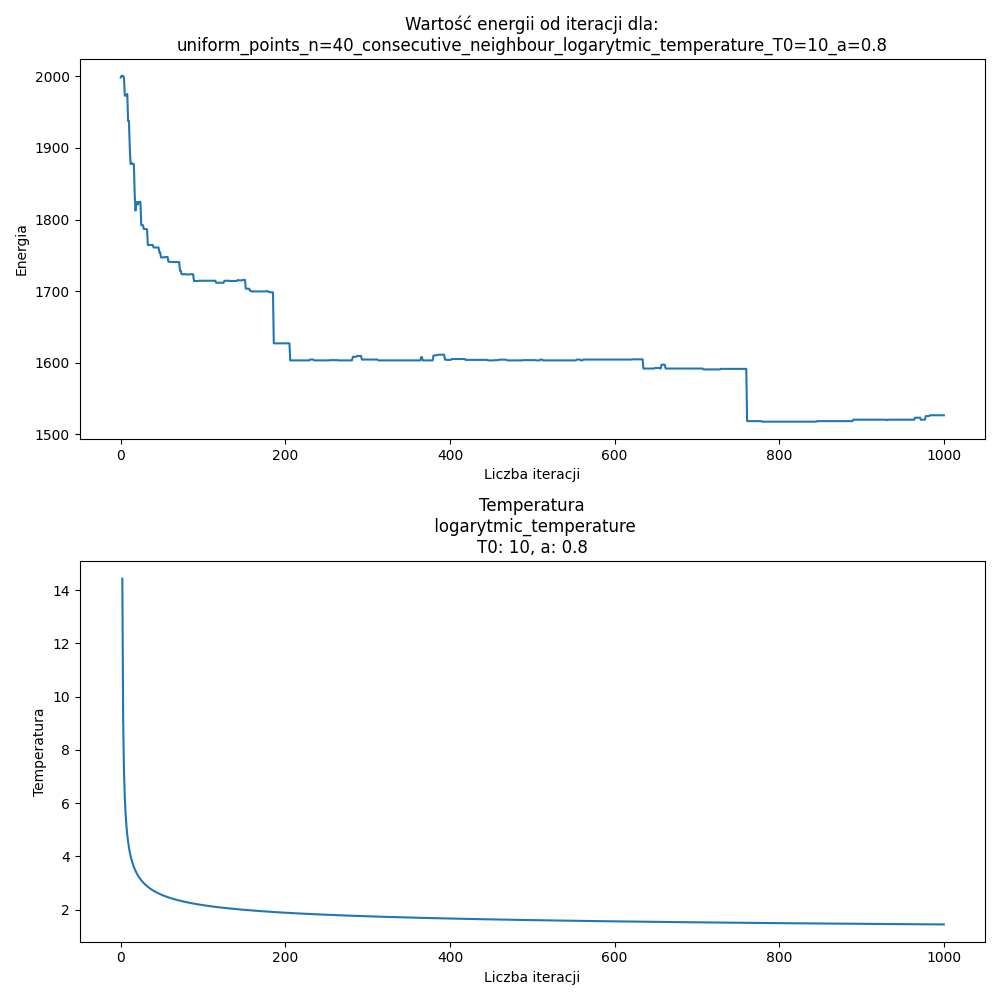 Wartość energii od iteracji dla:
uniform_points_n=40_consecutive_neighbour_logarytmic_temperature_T0=10_a=0.8
2000
1900
1800
1700
1600
1500
Energia
0 200 400 600 800 1000
Liczba iteracji
Temperatura
logarytmic_temperature
T0: 10, a: 0.8
14
12
10
8
6
4
2
Temperatura
0 200 400 600 800 1000
Liczba iteracji